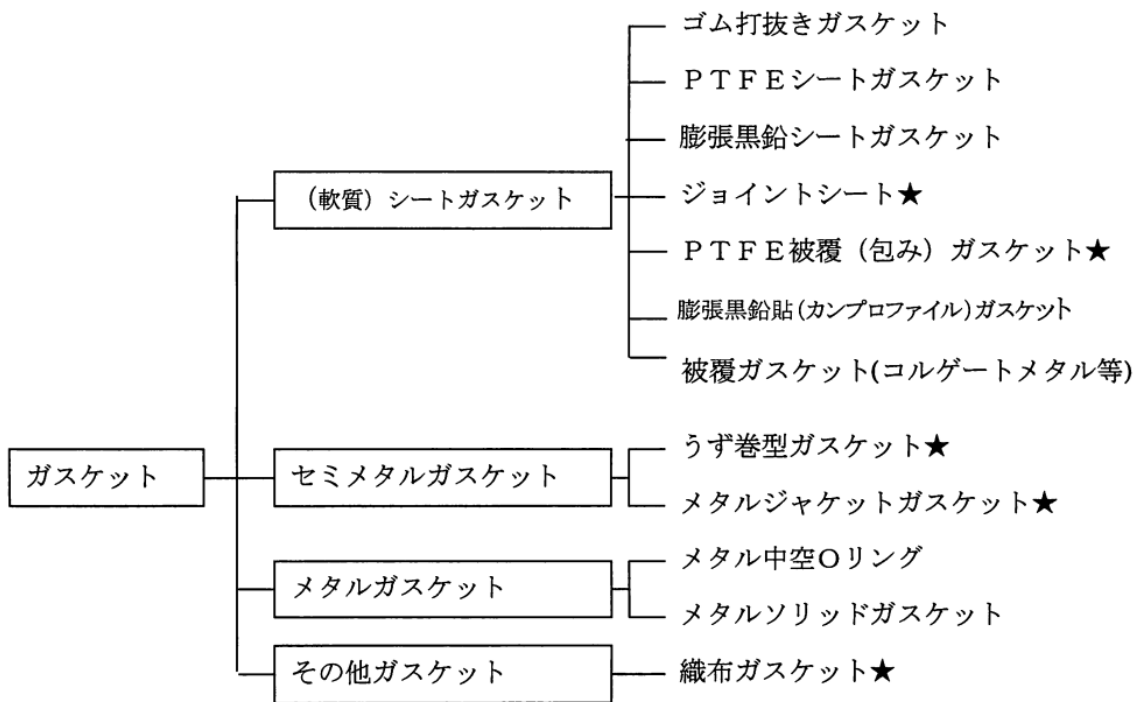 ゴム打抜きガスケット
ＰＴＦＥシートガスケット
膨張黒鉛シートガスケット
（軟質）シートガスケット
ジョイントシート★
ＰＴＦＥ被覆（包み）ガスケット★
膨張黒鉛貼(カンプロファイル)ガスケット
被覆ガスケット(コルゲートメタル等)
ガスケット
セミメタルガスケット
うず巻型ガスケット★
メタルジャケットガスケット★
メタルガスケット
メタル中空Ｏリング
メタルソリッドガスケット
その他ガスケット
織布ガスケット★